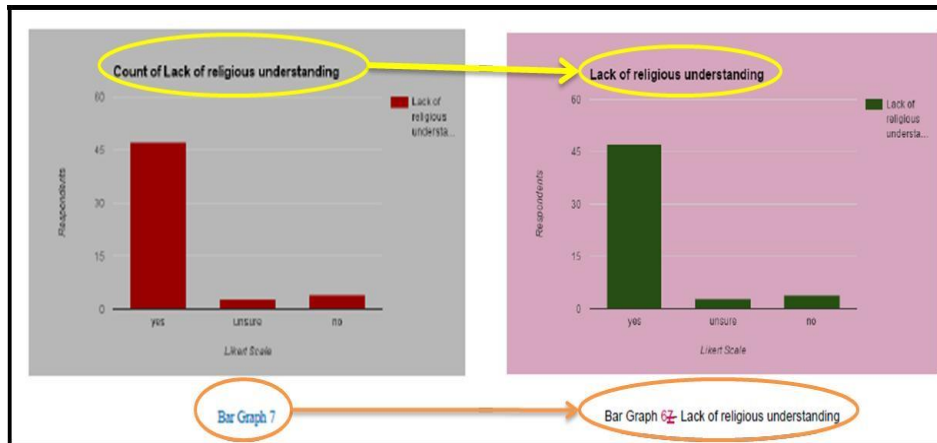 Count of Lack of religious understanding
60
45
30
15
0
Respondents
yes
unsure
no
Likert Scale
Lack of
religious
understa...
Bar Graph 7
Lack of religious understanding
60
45
30
15
0
Respondents
yes
unsure
no
Likert Scale
Lack of
religious
understa...
Bar Graph 67 Lack of religious understanding